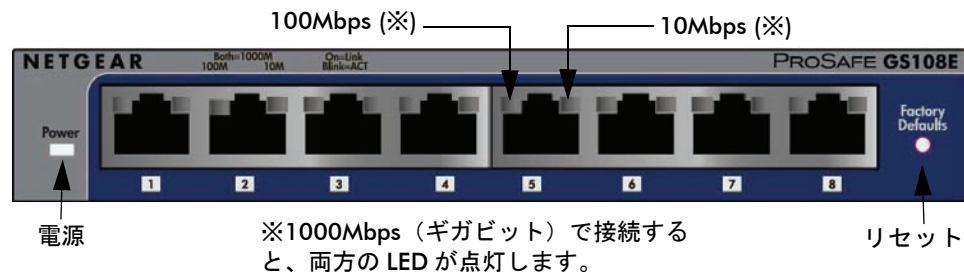 100Mbps (※)
10Mbps (※)
NETGEAR
Both=1000M
100M 10M
On=Link
Blink=ACT
PROSAFE GS108E
Power
Factory
Defaults
1 2 3 4 5 6 7 8
電源
※1000Mbps（ギガビット）で接続する
と、両方の LED が点灯します。
リセット